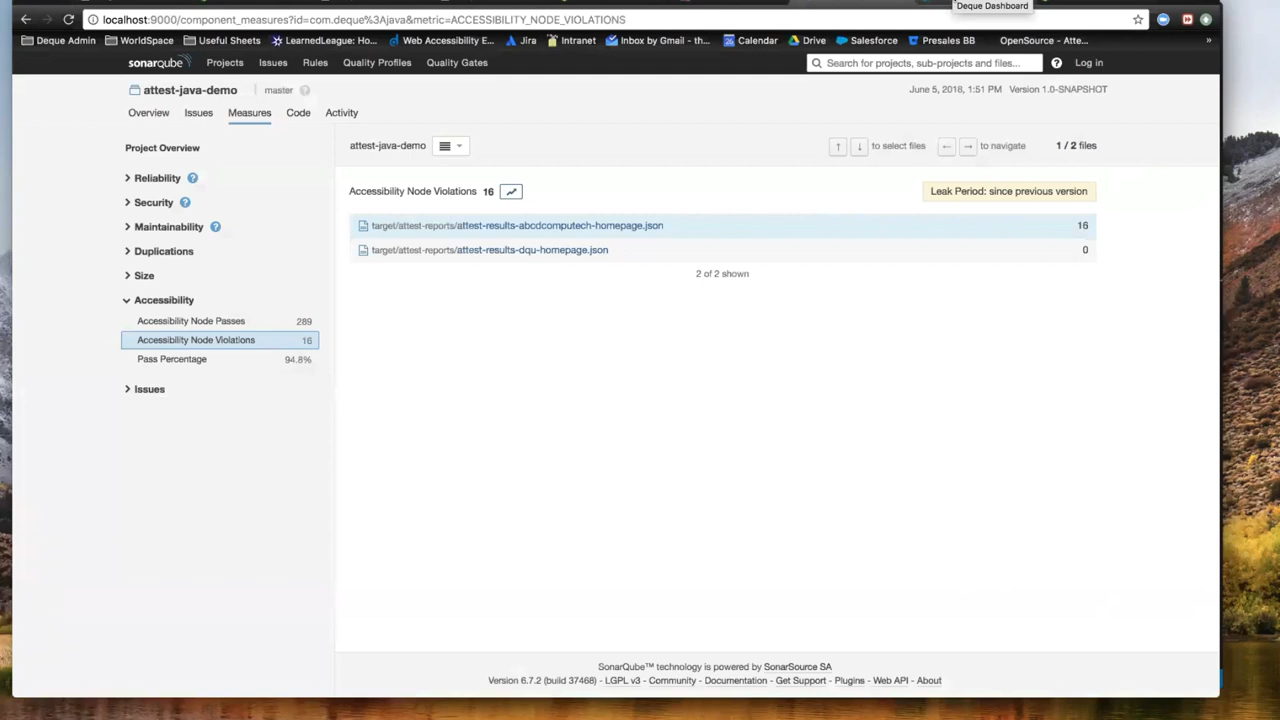 Deque Dashboard
localhost:9000/component_measures?id=com.deque%3Ajava&metric=ACCESSIBILITY_NODE_VIOLATIONS
Deque Admin WorldSpace Useful Sheets LearnedLeague: Ho... Web Accessibility E... Jira Intranet Inbox by Gmail - th... Calendar Drive Salesforce Presales BB OpenSource - Atte... »
sonarqube Projects Issues Rules Quality Profiles Quality Gates Search for projects, sub-projects and files... ? Log in
attest-java-demo master ? June 5, 2018, 1:51 PM Version 1.0-SNAPSHOT
Overview Issues Measures Code Activity
Project Overview
attest-java-demo ↑ ↓ to select files ← → to navigate 1 / 2 files
Reliability ?
Security ?
Maintainability ?
Duplications
Size
Accessibility
Accessibility Node Passes 289
Accessibility Node Violations 16
Pass Percentage 94.8%
Issues
Accessibility Node Violations 16 Leak Period: since previous version
target/attest-reports/attest-results-abcdcomputech-homepage.json 16
target/attest-reports/attest-results-dqu-homepage.json 0
2 of 2 shown
SonarQube™ technology is powered by SonarSource SA
Version 6.7.2 (build 37468) - LGPL v3 - Community - Documentation - Get Support - Plugins - Web API - About